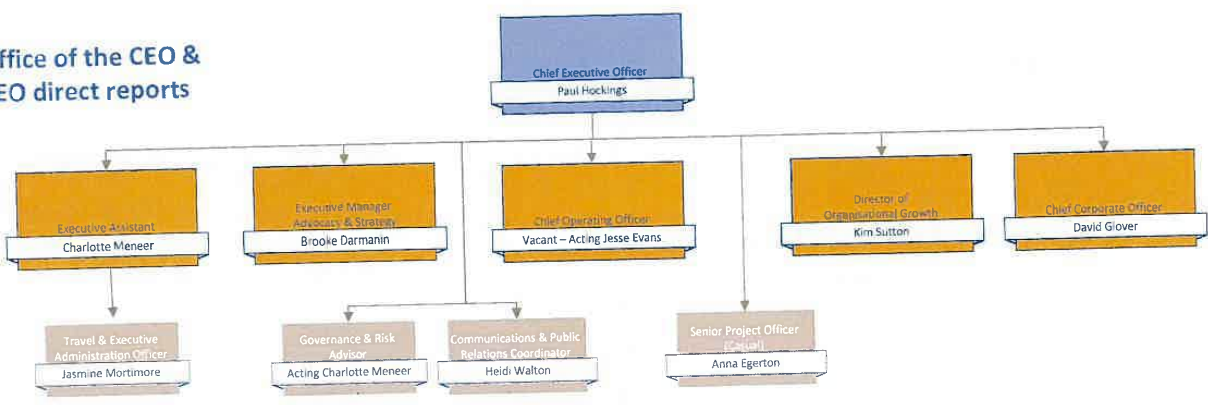 ffice of the CEO &
EO direct reports
Chief Executive Officer
Paul Hockings
Executive Assistant
Charlotte Meneer
Executive Manager
Advocacy & Strategy
Brooke Darmanin
Chief Operating Officer
Vacant – Acting Jesse Evans
Director of
Organisational Growth
Kim Sutton
Chief Corporate Officer
David Glover
Travel & Executive
Administration Officer
Jasmine Mortimore
Governance & Risk
Advisor
Acting Charlotte Meneer
Communications & Public
Relations Coordinator
Heidi Walton
Senior Project Officer
(Casual)
Anna Egerton